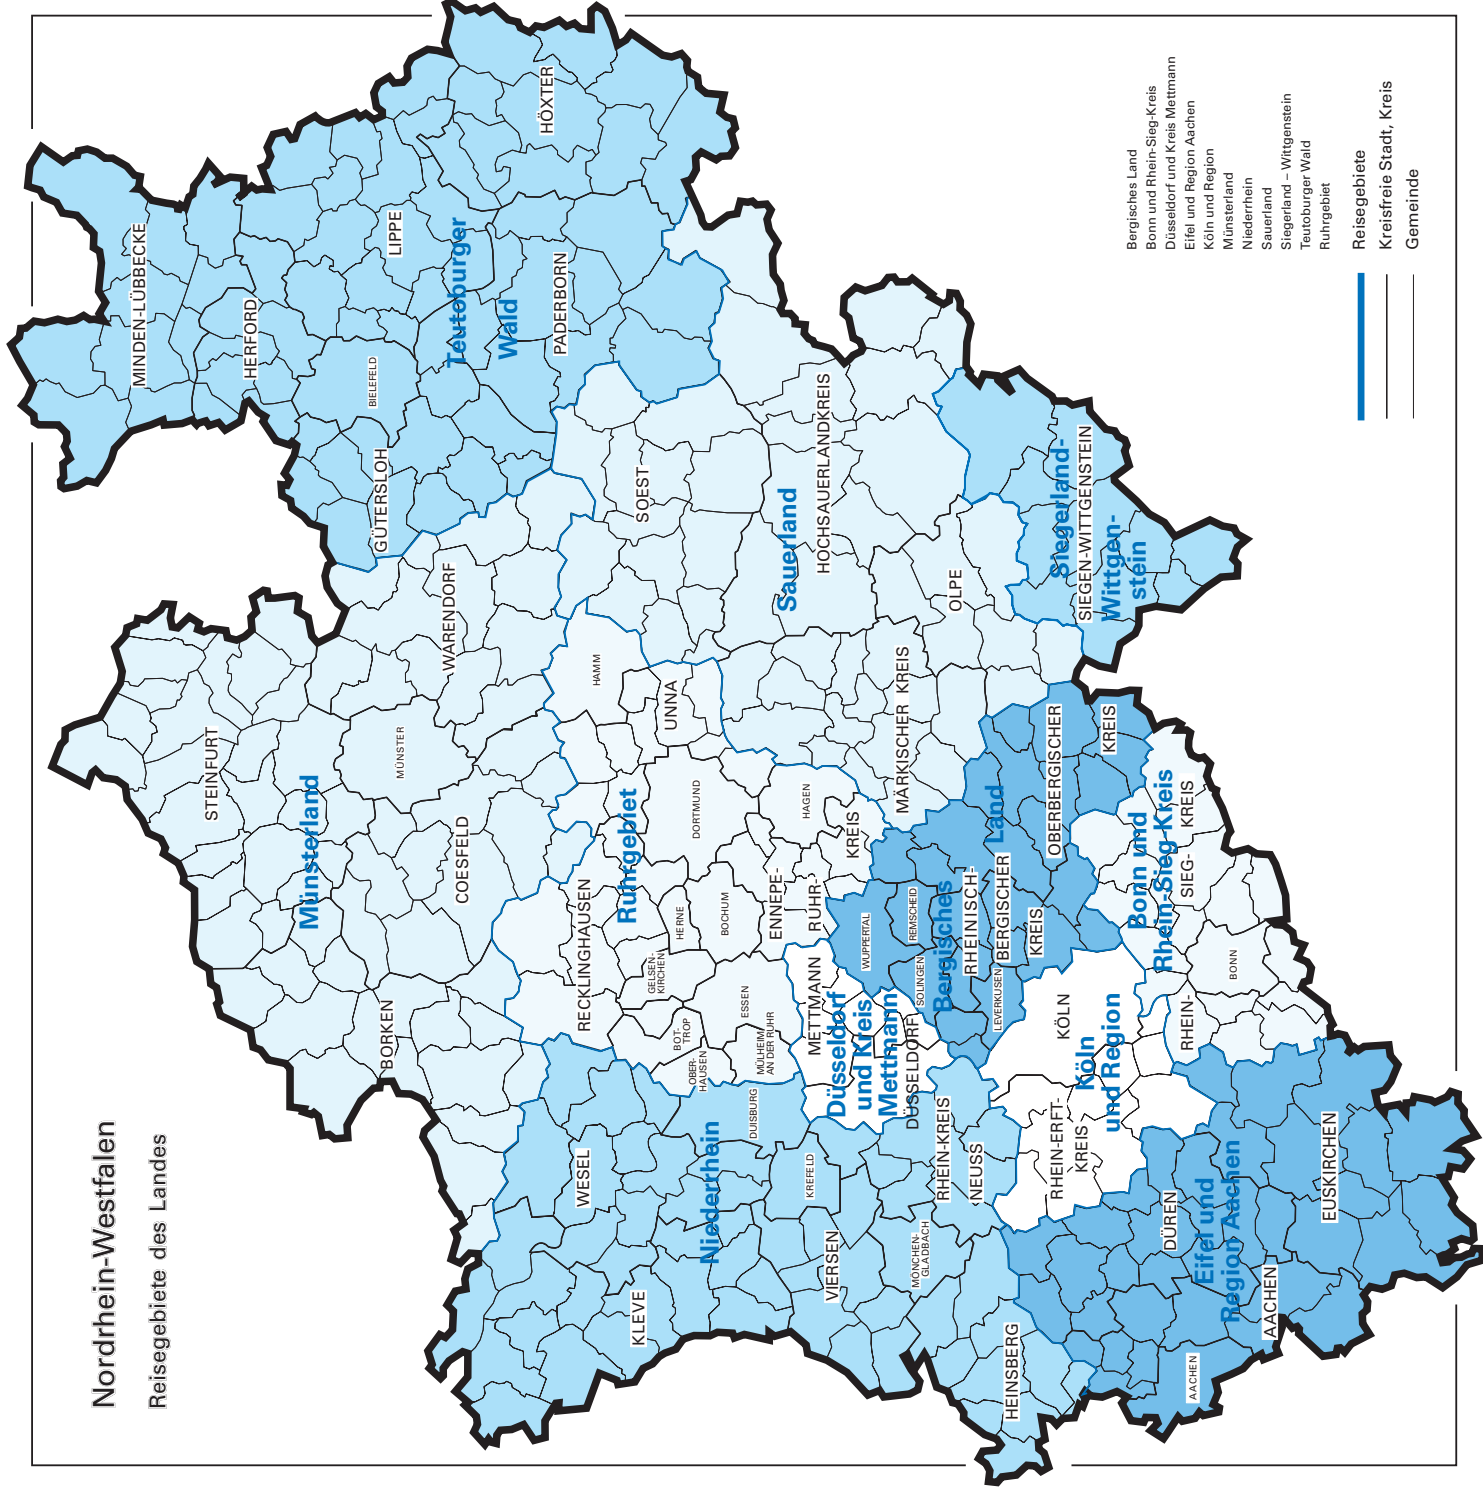 Nordrhein-Westfalen
Reisegebiete des Landes
MINDEN-LÜBBECKE
HERFORD
BIELEFELD
GÜTERSLOH
LIPPE
HÖXTER
Teutoburger
Wald
PADERBORN
STEINFURT
Münsterland
MÜNSTER
WARENDORF
BORKEN
COESFELD
HAMM
SOEST
UNNA
RECKLINGHAUSEN
Ruhrgebiet
DORTMUND
HERNE
BOCHUM
GELSEN-
KIRCHEN
BOT-
TROP
OBER-
HAUSEN
ESSEN
MÜLHEIM
AN DER RUHR
HAGEN
ENNEPE-
RUHR-
KREIS
Sauerland
HOCHSAUERLANDKREIS
MÄRKISCHER KREIS
OLPE
WESEL
KLEVE
Niederrhein
DUISBURG
KREFELD
VIERSEN
MÖNCHEN-
GLADBACH
RHEIN-KREIS
NEUSS
HEINSBERG
METTMANN
Düsseldorf
und Kreis
Mettmann
DÜSSELDORF
WUPPERTAL
REMSCHEID
SOLINGEN
Bergisches
Land
RHEINISCH-
BERGISCHER
KREIS
LEVERKUSEN
OBERBERGISCHER
KREIS
Siegerland-
SIEGEN-WITTGENSTEIN
Wittgen-
stein
KÖLN
Köln
und Region
RHEIN-ERFT-
KREIS
Bonn und
Rhein-Sieg-Kreis
RHEIN-
SIEG-
KREIS
BONN
DÜREN
Eifel und
Region Aachen
AACHEN
AACHEN
EUSKIRCHEN
Bergisches Land
Bonn und Rhein-Sieg-Kreis
Düsseldorf und Kreis Mettmann
Eifel und Region Aachen
Köln und Region
Münsterland
Niederrhein
Sauerland
Siegerland – Wittgenstein
Teutoburger Wald
Ruhrgebiet
Reisegebiete
Kreisfreie Stadt, Kreis
Gemeinde